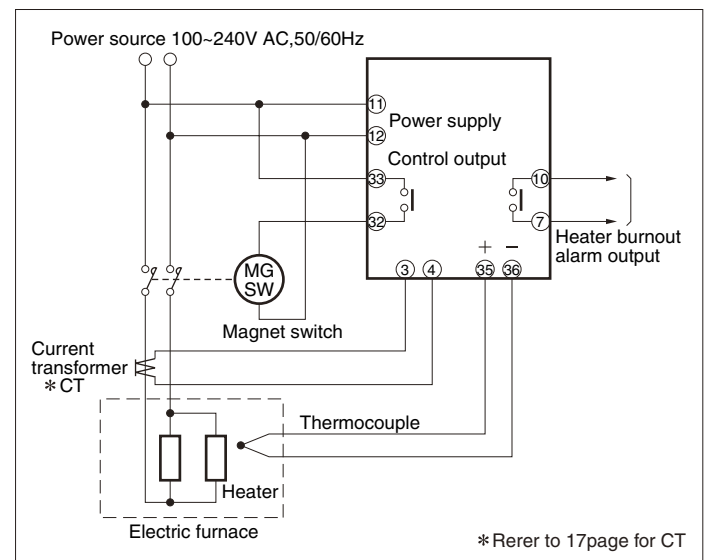 Power source 100~240V AC,50/60Hz
11
Power supply
12
Control output
33
10
32
7
Heater burnout
alarm output
+ −
MG
SW
3 4 35 36
Magnet switch
Current
transformer
＊CT
Thermocouple
Heater
Electric furnace
＊Rerer to 17page for CT